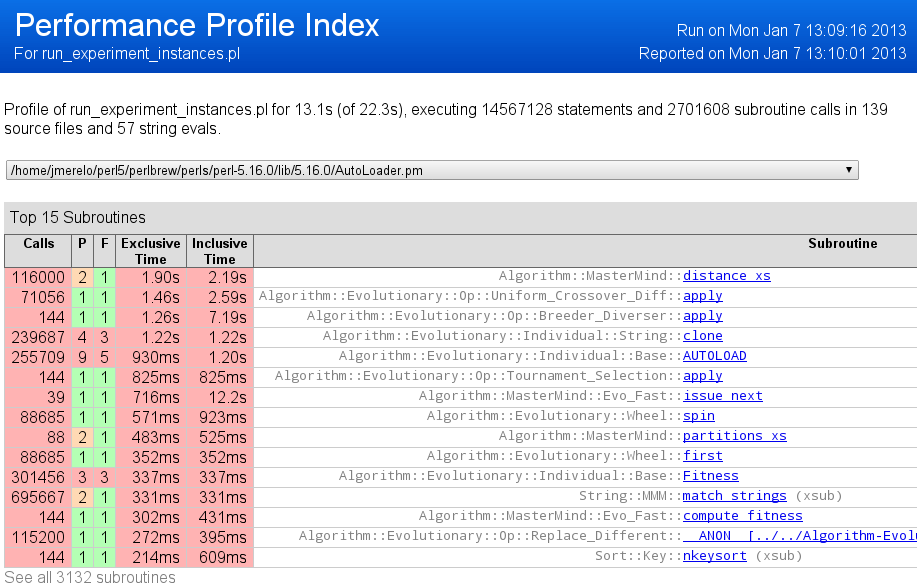 Performance Profile Index
For run_experiment_instances.pl
Run on Mon Jan 7 13:09:16 2013
Reported on Mon Jan 7 13:10:01 2013
Profile of run_experiment_instances.pl for 13.1s (of 22.3s), executing 14567128 statements and 2701608 subroutine calls in 139
source files and 57 string evals.
/home/jmerelo/perl5/perlbrew/perls/perl-5.16.0/lib/5.16.0/AutoLoader.pm
Top 15 Subroutines
Calls P F Exclusive Time Inclusive Time Subroutine
116000 2 1 1.90s 2.19s Algorithm::MasterMind::distance_xs
71056 1 1 1.46s 2.59s Algorithm::Evolutionary::Op::Uniform_Crossover_Diff::apply
144 1 1 1.26s 7.19s Algorithm::Evolutionary::Op::Breeder_Diverser::apply
239687 4 3 1.22s 1.22s Algorithm::Evolutionary::Individual::String::clone
255709 9 5 930ms 1.20s Algorithm::Evolutionary::Individual::Base::AUTOLOAD
144 1 1 825ms 825ms Algorithm::Evolutionary::Op::Tournament_Selection::apply
39 1 1 716ms 12.2s Algorithm::MasterMind::Evo_Fast::issue_next
88685 1 1 571ms 923ms Algorithm::Evolutionary::Wheel::spin
88 2 1 483ms 525ms Algorithm::MasterMind::partitions_xs
88685 1 1 352ms 352ms Algorithm::Evolutionary::Wheel::first
301456 3 3 337ms 337ms Algorithm::Evolutionary::Individual::Base::Fitness
695667 2 1 331ms 331ms String::MMM::match_strings (xsub)
144 1 1 302ms 431ms Algorithm::MasterMind::Evo_Fast::compute_fitness
115200 1 1 272ms 395ms Algorithm::Evolutionary::Op::Replace_Different::__ANON__[../../Algorithm-Evolu
144 1 1 214ms 609ms Sort::Key::nkeysort (xsub)
See all 3132 subroutines